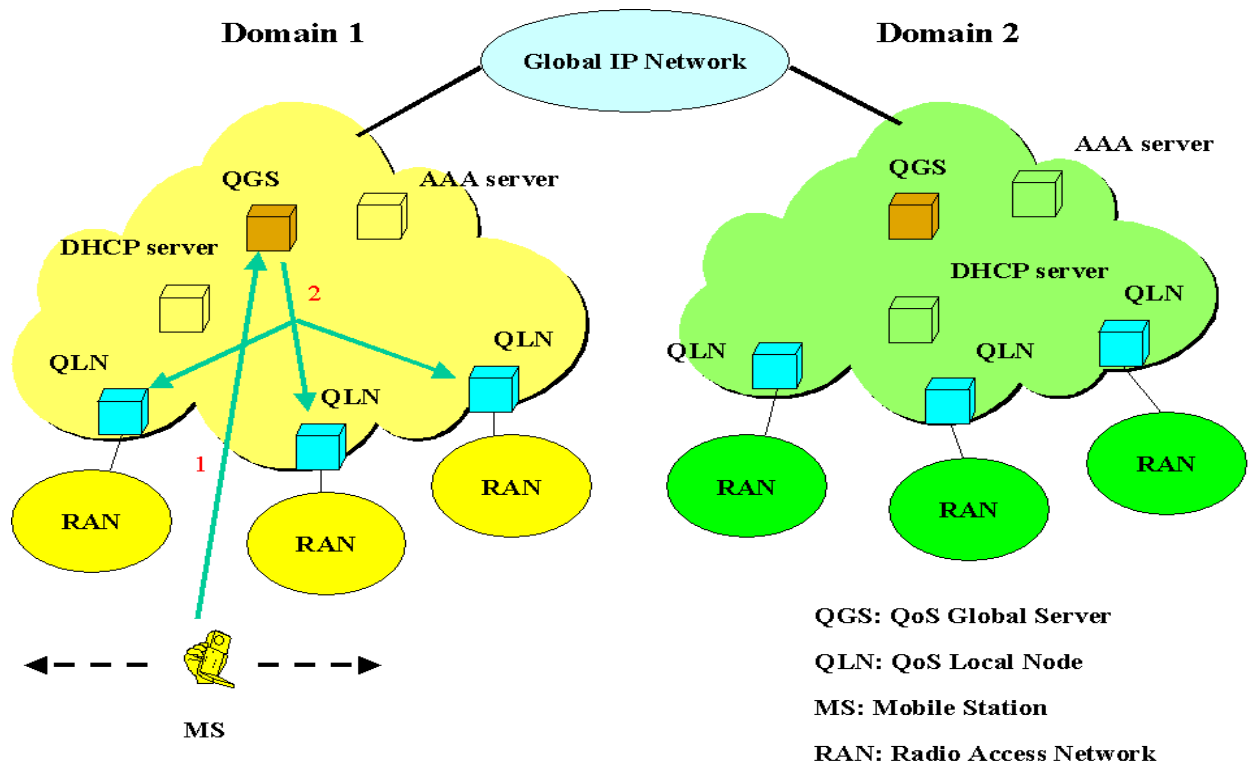 Domain 1
Global IP Network
Domain 2
QGS
AAA server
DHCP server
2
QLN
QLN
QLN
1
RAN
RAN
RAN
MS
AAA server
QGS
DHCP server
QLN
QLN
QLN
RAN
RAN
RAN
QGS: QoS Global Server
QLN: QoS Local Node
MS: Mobile Station
RAN: Radio Access Network